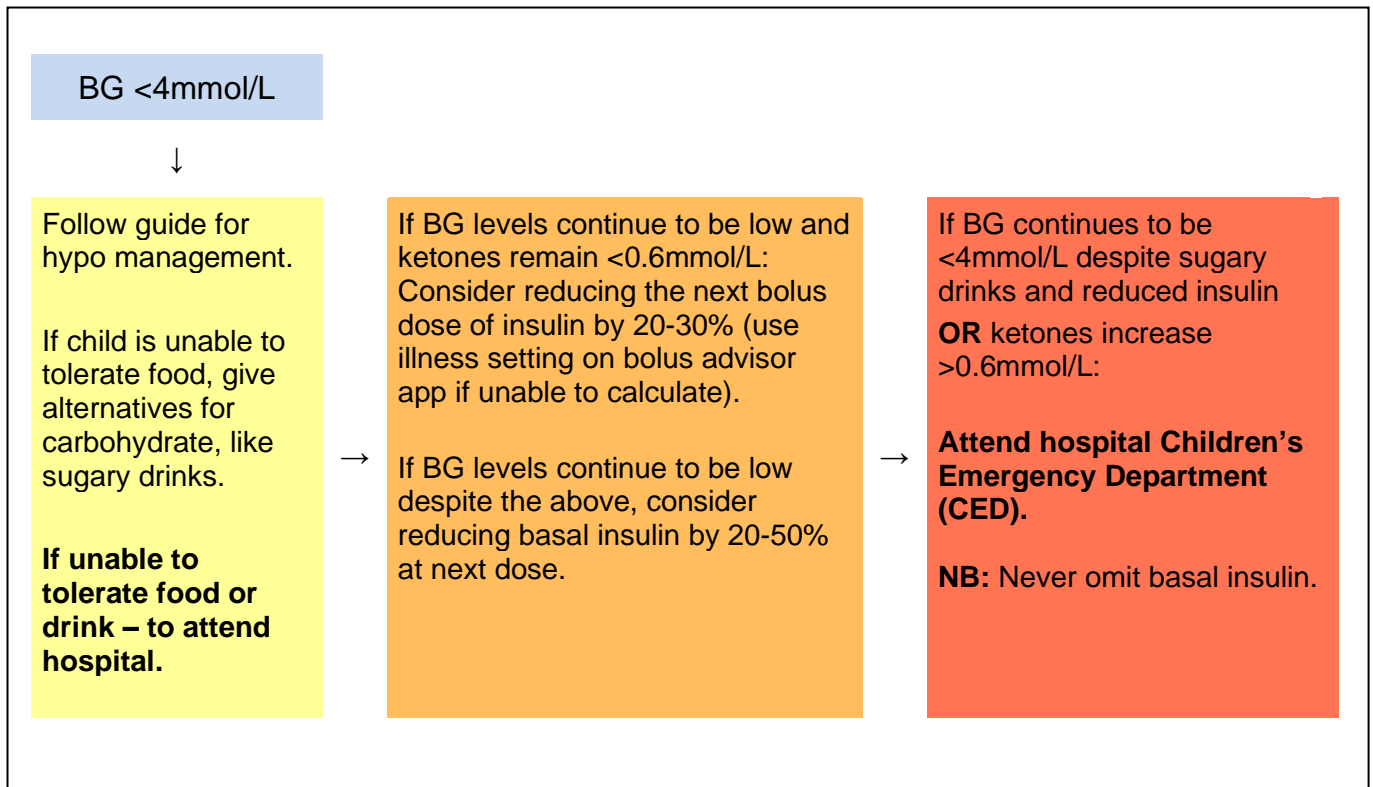 BG <4mmol/L
↓
Follow guide for
hypo management.
If child is unable to
tolerate food, give
alternatives for
carbohydrate, like
sugary drinks.
If unable to
tolerate food or
drink – to attend
hospital.
→
If BG levels continue to be low and
ketones remain <0.6mmol/L:
Consider reducing the next bolus
dose of insulin by 20-30% (use
illness setting on bolus advisor
app if unable to calculate).
If BG levels continue to be low
despite the above, consider
reducing basal insulin by 20-50%
at next dose.
→
If BG continues to be
<4mmol/L despite sugary
drinks and reduced insulin
OR ketones increase
>0.6mmol/L:
Attend hospital Children’s
Emergency Department
(CED).
NB: Never omit basal insulin.